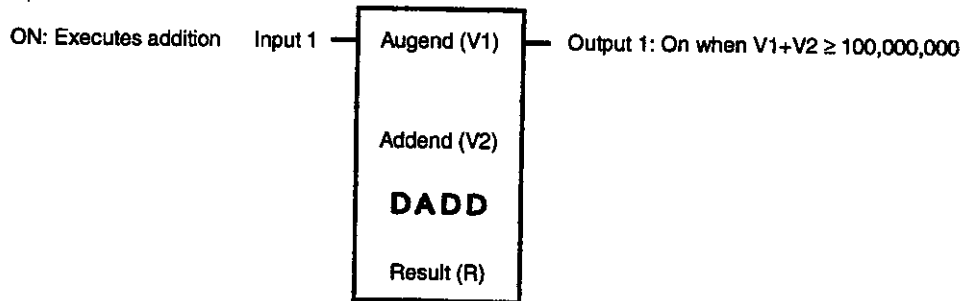 ON: Executes addition Input 1 Augend (V1) Output 1: On when V1+V2 ≥ 100,000,000
Addend (V2)
DADD
Result (R)